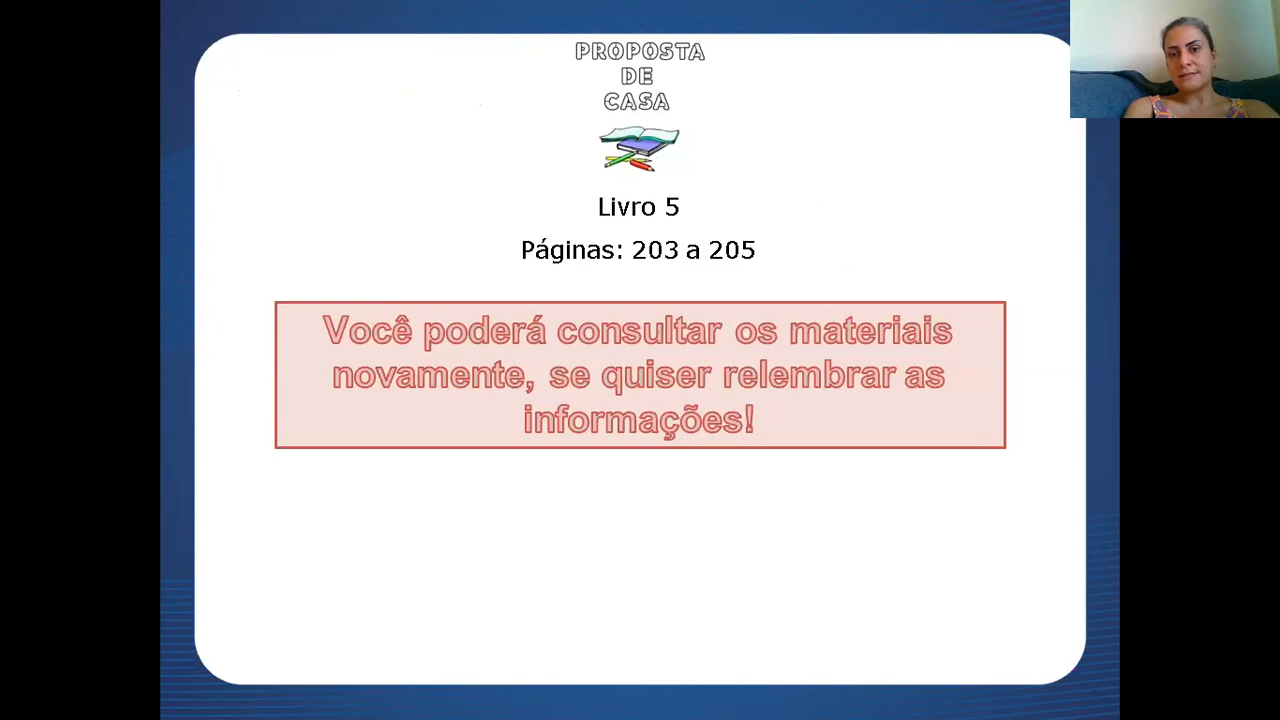 PROPOSTA
DE
CASA
Livro 5
Páginas: 203 a 205
Você poderá consultar os materiais
novamente, se quiser relembrar as
informações!